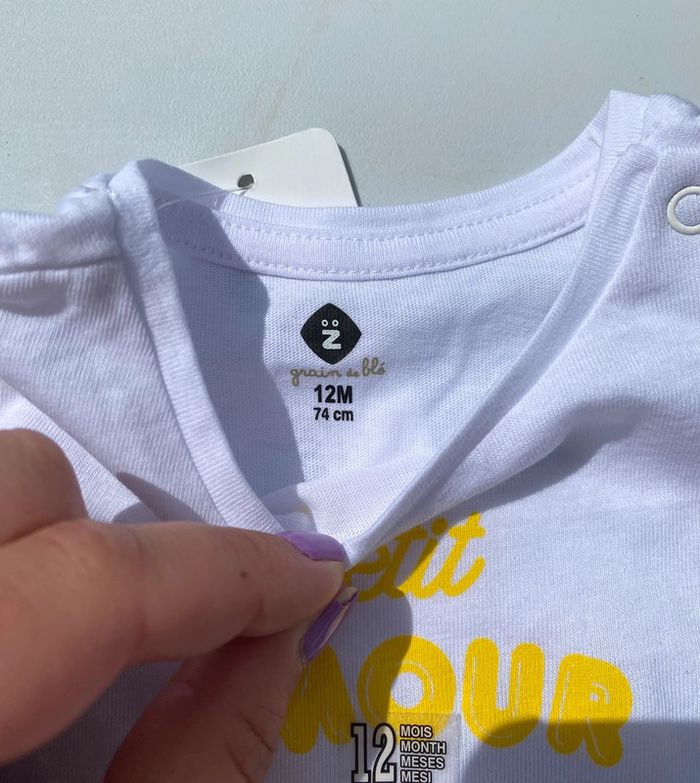 z̈
grain de blé
12M
74 cm
etit
MOUR
12
MOIS
MONTH
MESES
MESI